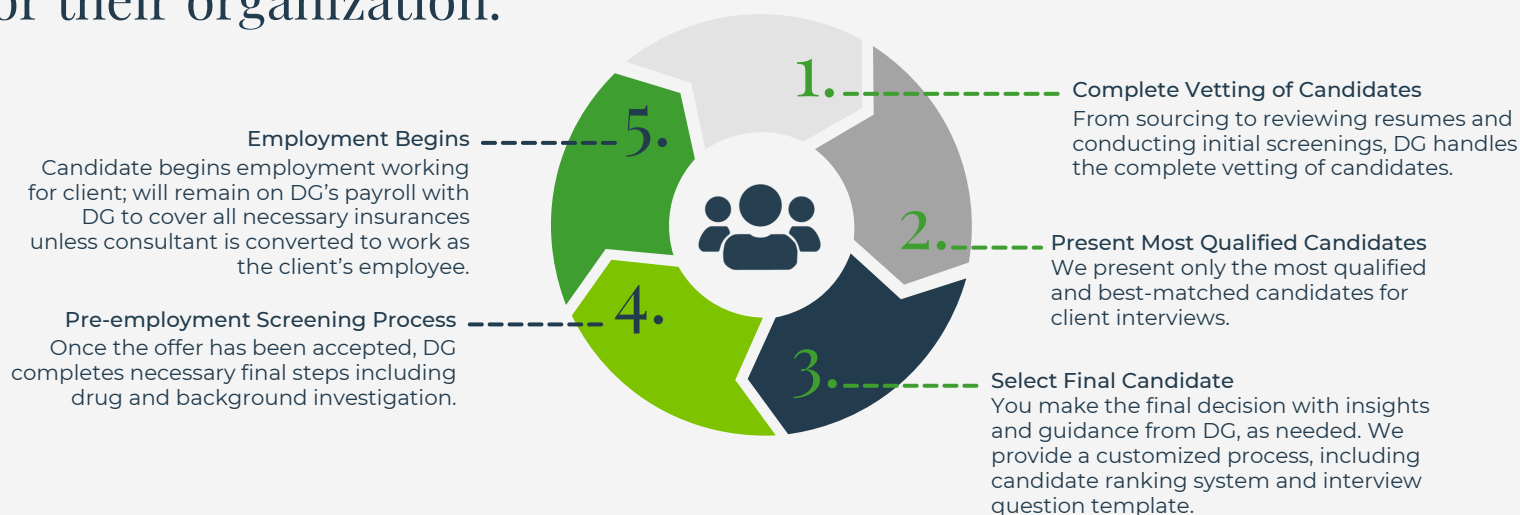 or their organization.
1.
Complete Vetting of Candidates
From sourcing to reviewing resumes and
conducting initial screenings, DG handles
the complete vetting of candidates.
2.
Present Most Qualified Candidates
We present only the most qualified
and best-matched candidates for
client interviews.
3.
Select Final Candidate
You make the final decision with insights
and guidance from DG, as needed. We
provide a customized process, including
candidate ranking system and interview
question template.
4.
Pre-employment Screening Process
Once the offer has been accepted, DG
completes necessary final steps including
drug and background investigation.
5.
Employment Begins
Candidate begins employment working
for client; will remain on DG’s payroll with
DG to cover all necessary insurances
unless consultant is converted to work as
the client’s employee.